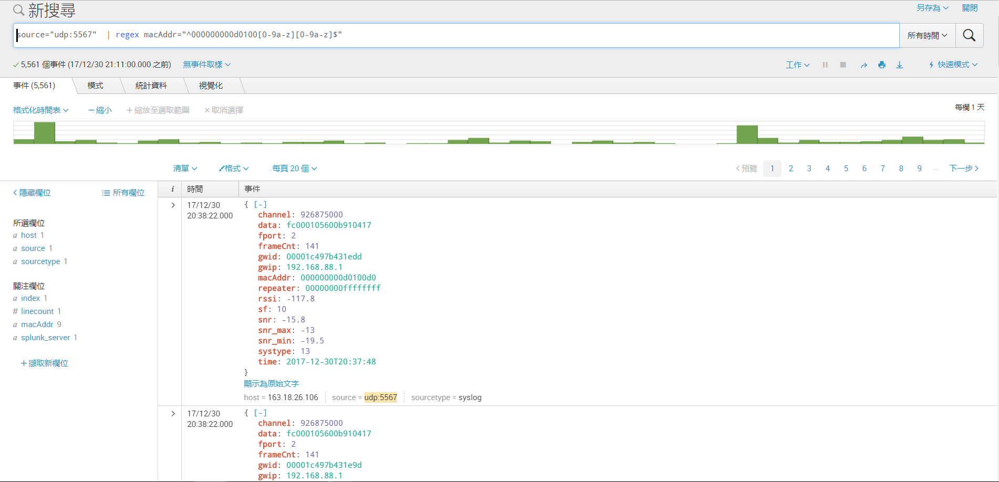 新搜尋
另存為 關閉
source="udp:5567" | regex macAddr="^000000000d0100[0-9a-z][0-9a-z]$"
所有時間
5,561 個事件 (17/12/30 21:11:00.000 之前) 無事件取樣
工作 快速模式
事件 (5,561) 模式 統計資料 視覺化
格式化時間表 — 縮小 +縮放至選取範圍 ×取消選擇
每欄 1 天
清單 格式 每頁 20 個
<預覽 1 2 3 4 5 6 7 8 9 ... 下一步>
<隱藏欄位 所有欄位
i 時間 事件
所選欄位
a host 1
a source 1
a sourcetype 1
關注欄位
a index 1
# linecount 1
a macAddr 9
a splunk_server 1
+擷取新欄位
> 17/12/30
20:38:22.000
{ [-]
channel: 926875000
data: fc000105600b910417
fport: 2
frameCnt: 141
gwid: 00001c497b431edd
gwip: 192.168.88.1
macAddr: 000000000d0100d0
repeater: 00000000ffffffff
rssi: -117.8
sf: 10
snr: -15.8
snr_max: -13
snr_min: -19.5
systype: 13
time: 2017-12-30T20:37:48
}
顯示為原始文字
host = 163.18.26.106 source = udp:5567 sourcetype = syslog
> 17/12/30
20:38:22.000
{ [-]
channel: 926875000
data: fc000105600b910417
fport: 2
frameCnt: 141
gwid: 00001c497b431e9d
gwip: 192.168.88.1